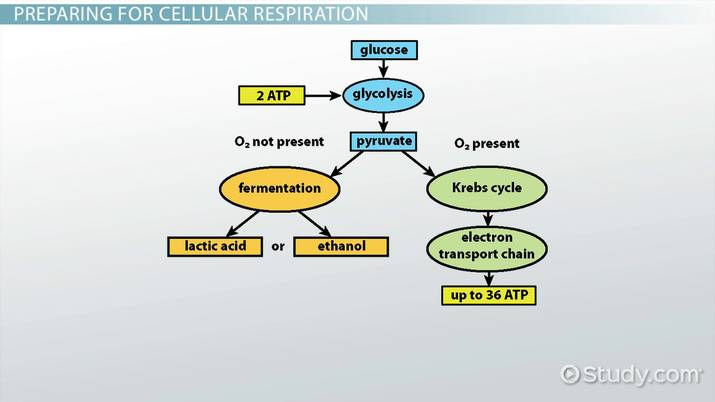 PREPARING FOR CELLULAR RESPIRATION
glucose
2 ATP
glycolysis
O₂ not present
pyruvate
O₂ present
fermentation
Krebs cycle
lactic acid
or
ethanol
electron
transport chain
up to 36 ATP
Study.com